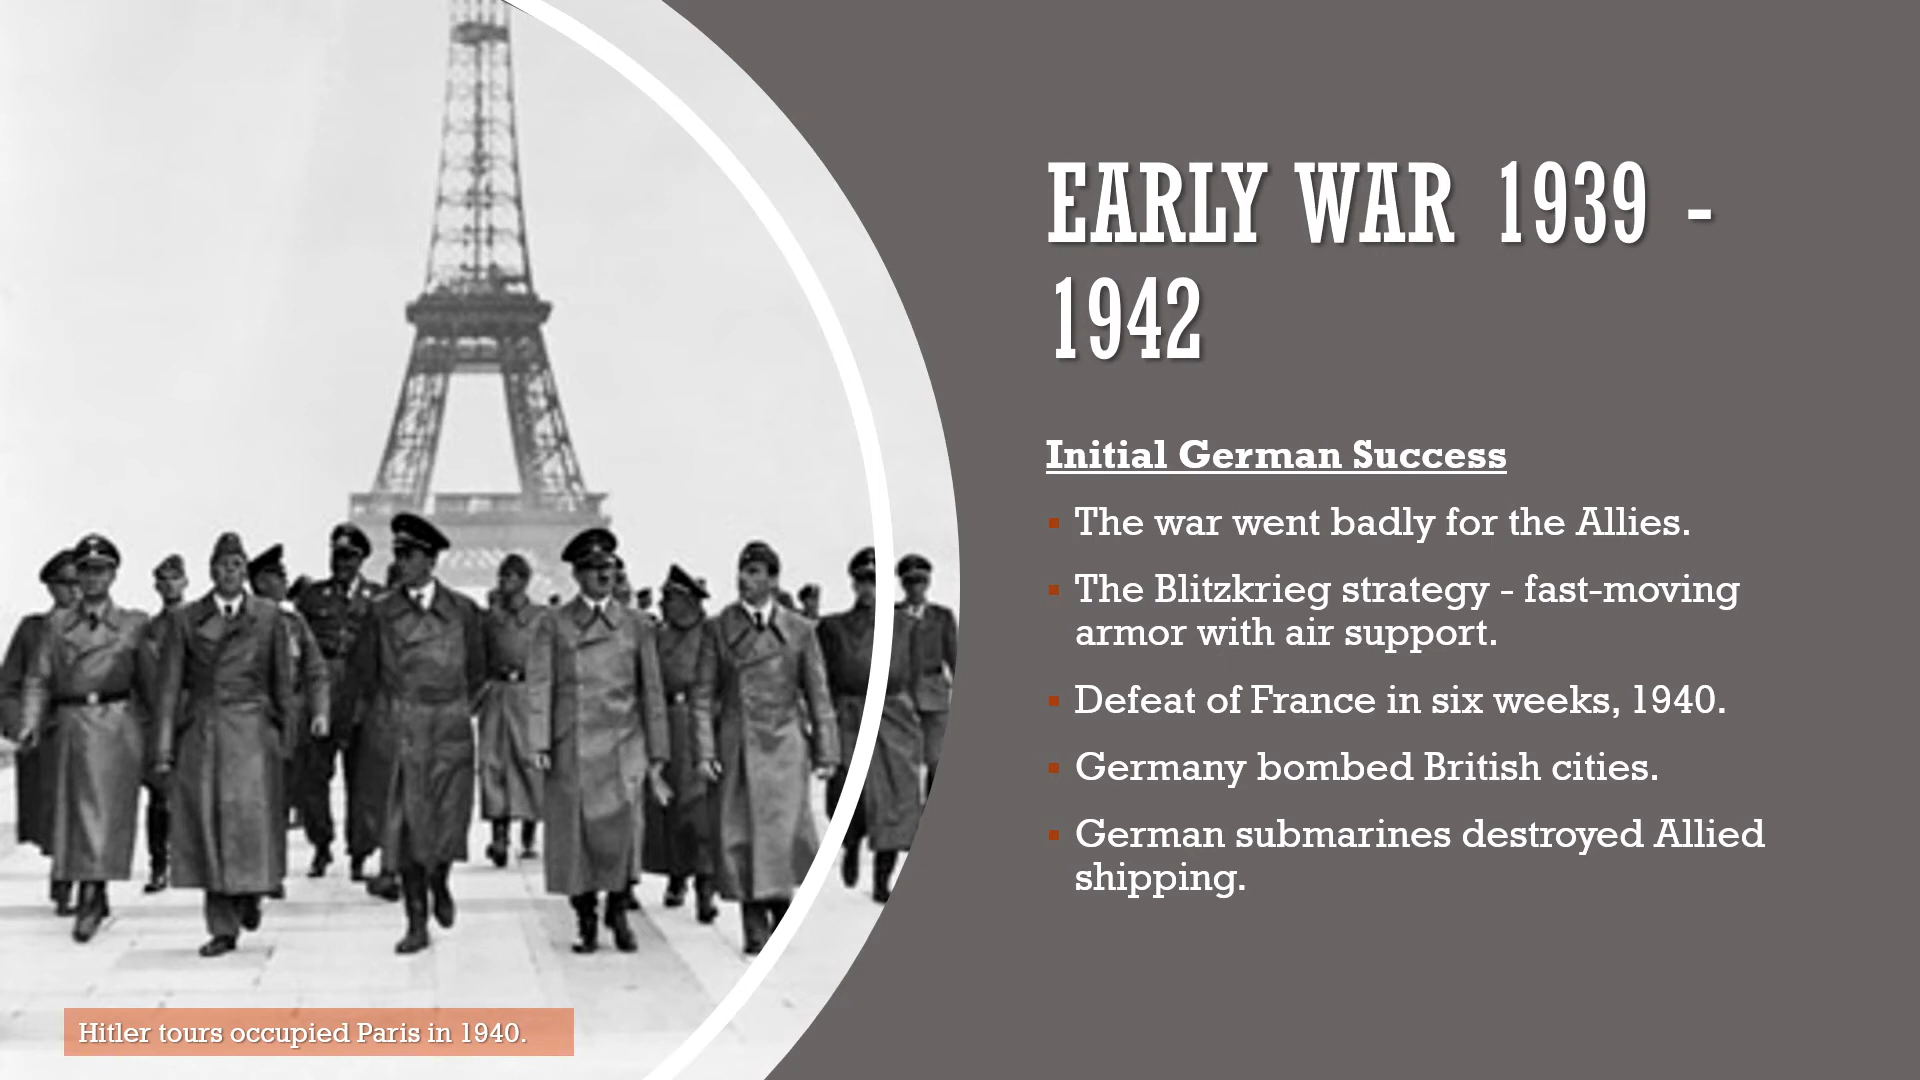 EARLY WAR 1939 -
1942
Initial German Success
▪ The war went badly for the Allies.
▪ The Blitzkrieg strategy - fast-moving
armor with air support.
▪ Defeat of France in six weeks, 1940.
▪ Germany bombed British cities.
▪ German submarines destroyed Allied
shipping.
Hitler tours occupied Paris in 1940.